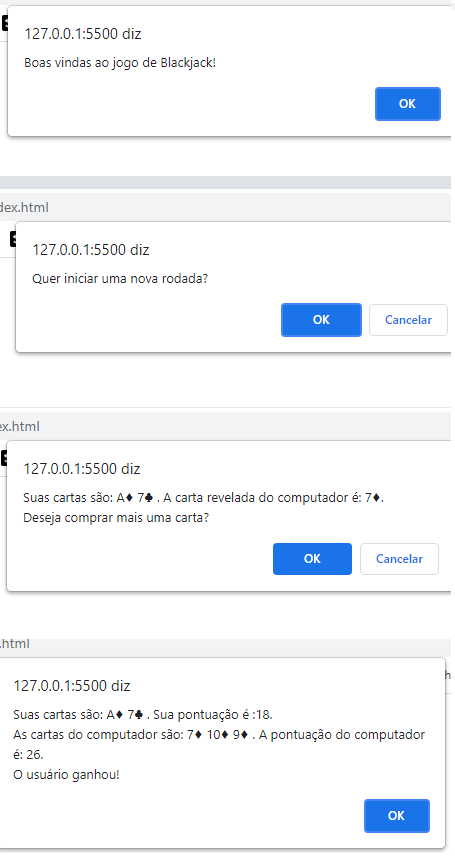 127.0.0.1:5500 diz
Boas vindas ao jogo de Blackjack!
OK
dex.html
127.0.0.1:5500 diz
Quer iniciar uma nova rodada?
OK Cancelar
ex.html
127.0.0.1:5500 diz
Suas cartas são: A♦ 7♣ . A carta revelada do computador é: 7♦.
Deseja comprar mais uma carta?
OK Cancelar
.html
127.0.0.1:5500 diz
Suas cartas são: A♦ 7♣ . Sua pontuação é :18.
As cartas do computador são: 7♦ 10♦ 9♦ . A pontuação do computador
é: 26.
O usuário ganhou!
OK